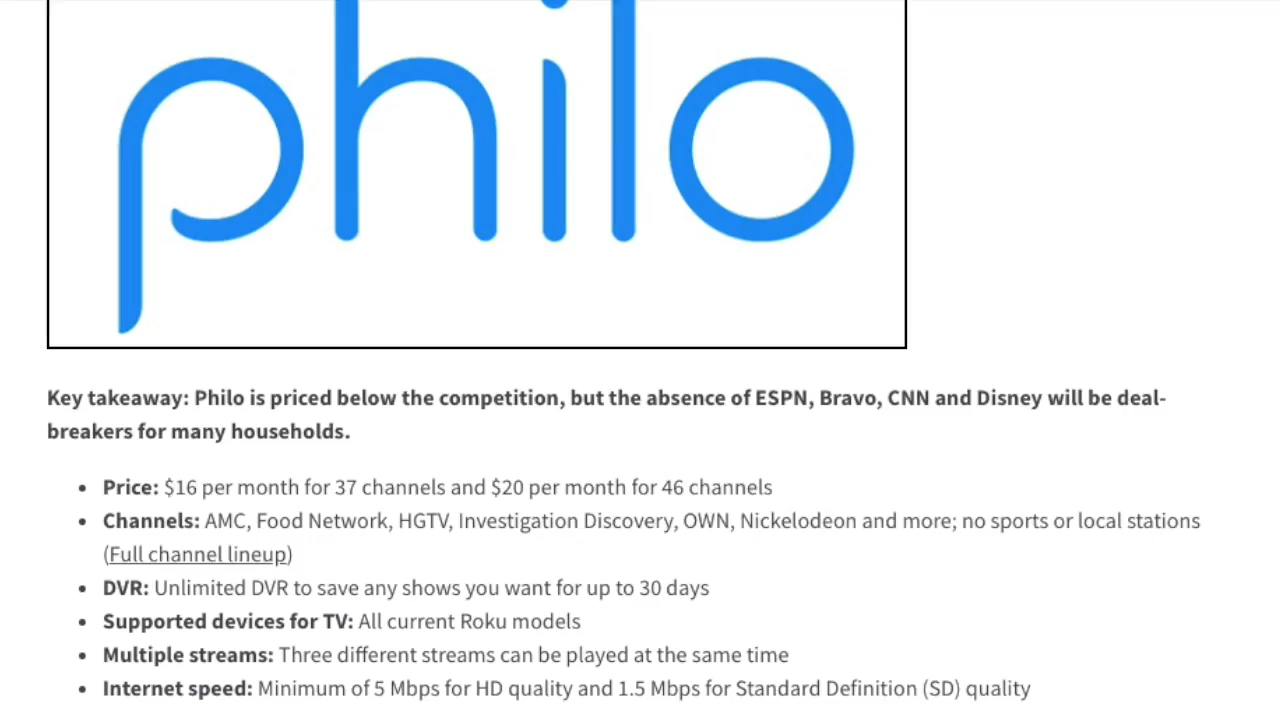 philo
Key takeaway: Philo is priced below the competition, but the absence of ESPN, Bravo, CNN and Disney will be deal-
breakers for many households.
• Price: $16 per month for 37 channels and $20 per month for 46 channels
• Channels: AMC, Food Network, HGTV, Investigation Discovery, OWN, Nickelodeon and more; no sports or local stations
(Full channel lineup)
• DVR: Unlimited DVR to save any shows you want for up to 30 days
• Supported devices for TV: All current Roku models
• Multiple streams: Three different streams can be played at the same time
• Internet speed: Minimum of 5 Mbps for HD quality and 1.5 Mbps for Standard Definition (SD) quality